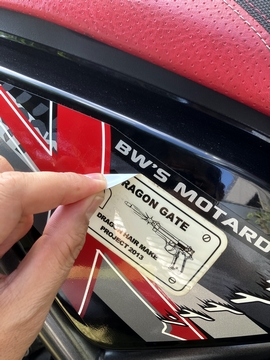 BW'S MOTARD
RAGON GATE
DRAGON HAIR MAKE
PROJECT 2013